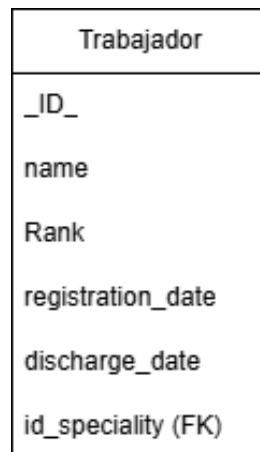 Trabajador
_ID_
name
Rank
registration_date
discharge_date
id_speciality (FK)